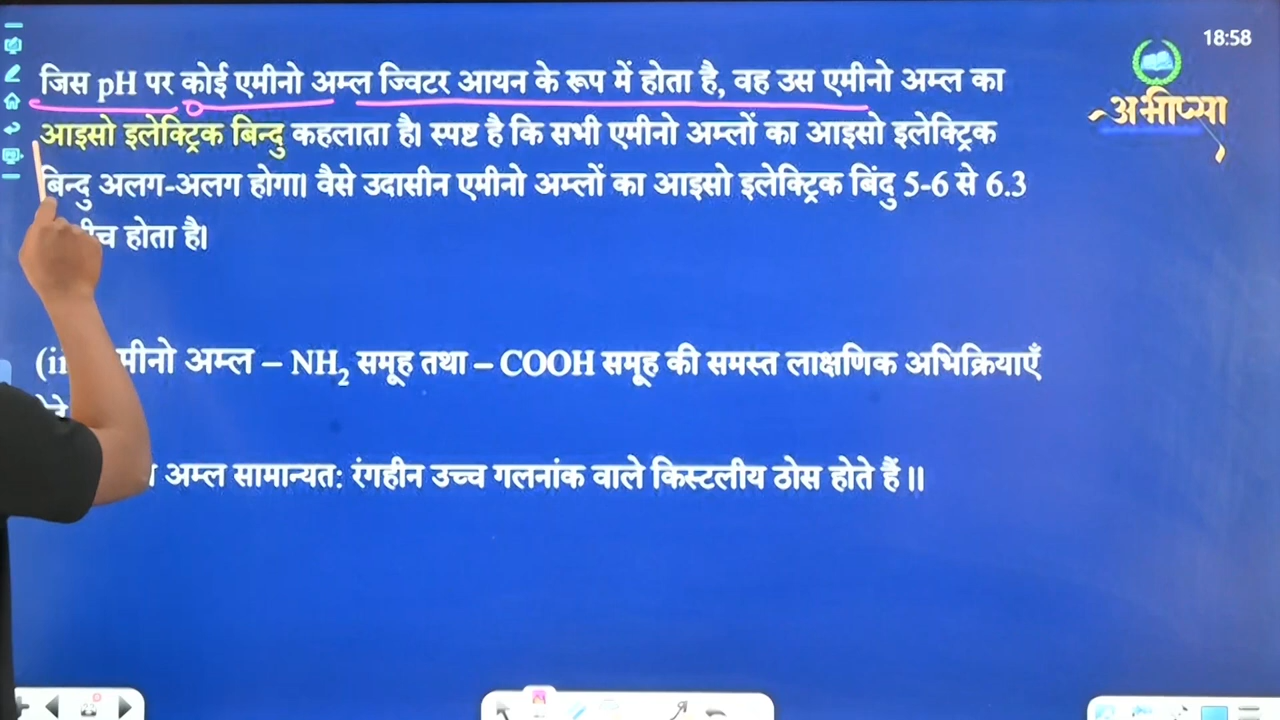 18:58
अभीप्सा
जिस pH पर कोई एमीनो अम्ल ज्विटर आयन के रूप में होता है, वह उस एमीनो अम्ल का
आइसो इलेक्ट्रिक बिन्दु कहलाता है। स्पष्ट है कि सभी एमीनो अम्लों का आइसो इलेक्ट्रिक
बिन्दु अलग-अलग होगा। वैसे उदासीन एमीनो अम्लों का आइसो इलेक्ट्रिक बिंदु 5-6 से 6.3
होता है।
अम्ल – NH₂ समूह तथा – COOH समूह की समस्त लाक्षणिक अभिक्रियाएँ
अम्ल सामान्यत: रंगहीन उच्च गलनांक वाले किस्टलीय ठोस होते हैं ॥